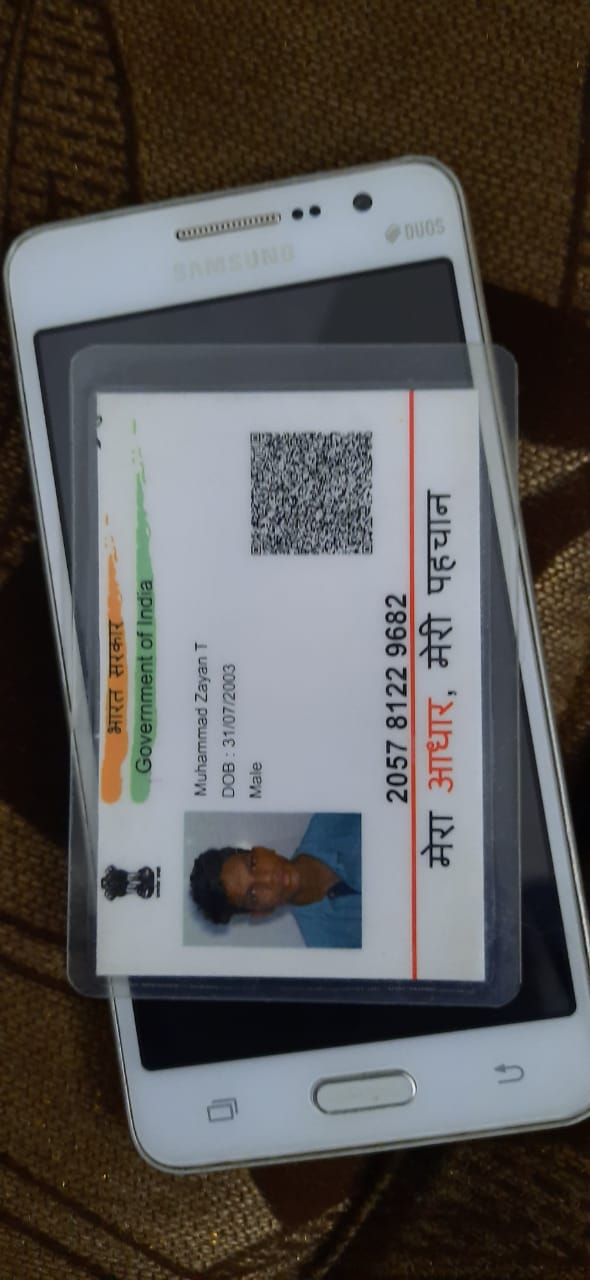 SAMSUNG
DUOS
भारत सरकार
Government of India
Muhammad Zayan T
DOB : 31/07/2003
Male
2057 8122 9682
मेरा आधार, मेरी पहचान